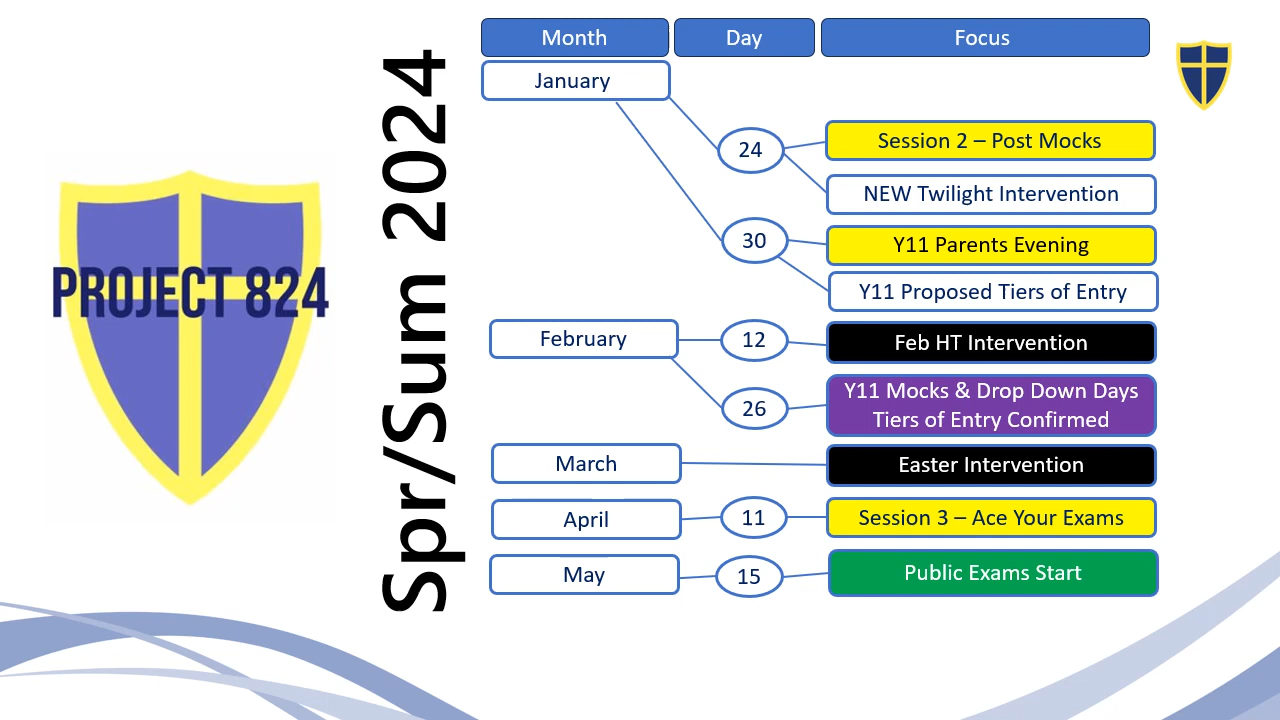 PROJECT 824
Spr/Sum 2024
Month Day Focus
January
24 Session 2 – Post Mocks
NEW Twilight Intervention
30 Y11 Parents Evening
Y11 Proposed Tiers of Entry
February 12 Feb HT Intervention
26 Y11 Mocks & Drop Down Days
Tiers of Entry Confirmed
March Easter Intervention
April 11 Session 3 – Ace Your Exams
May 15 Public Exams Start